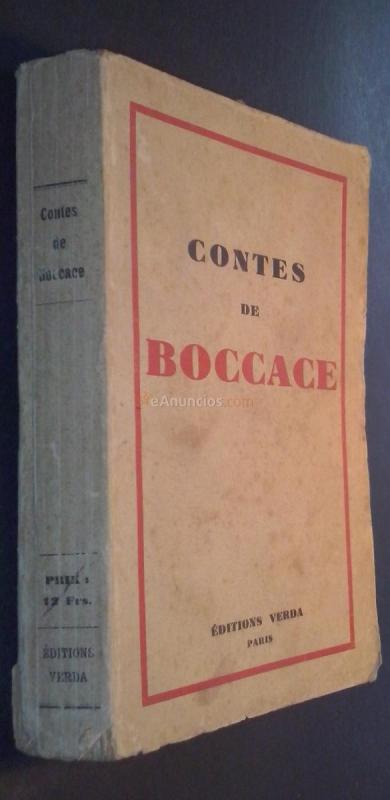 Contes
de
Boccace
PRIX :
12 Frs.
ÉDITIONS
VERDA
CONTES
DE
BOCCACE
eAnuncios.com
ÉDITIONS VERDA
PARIS